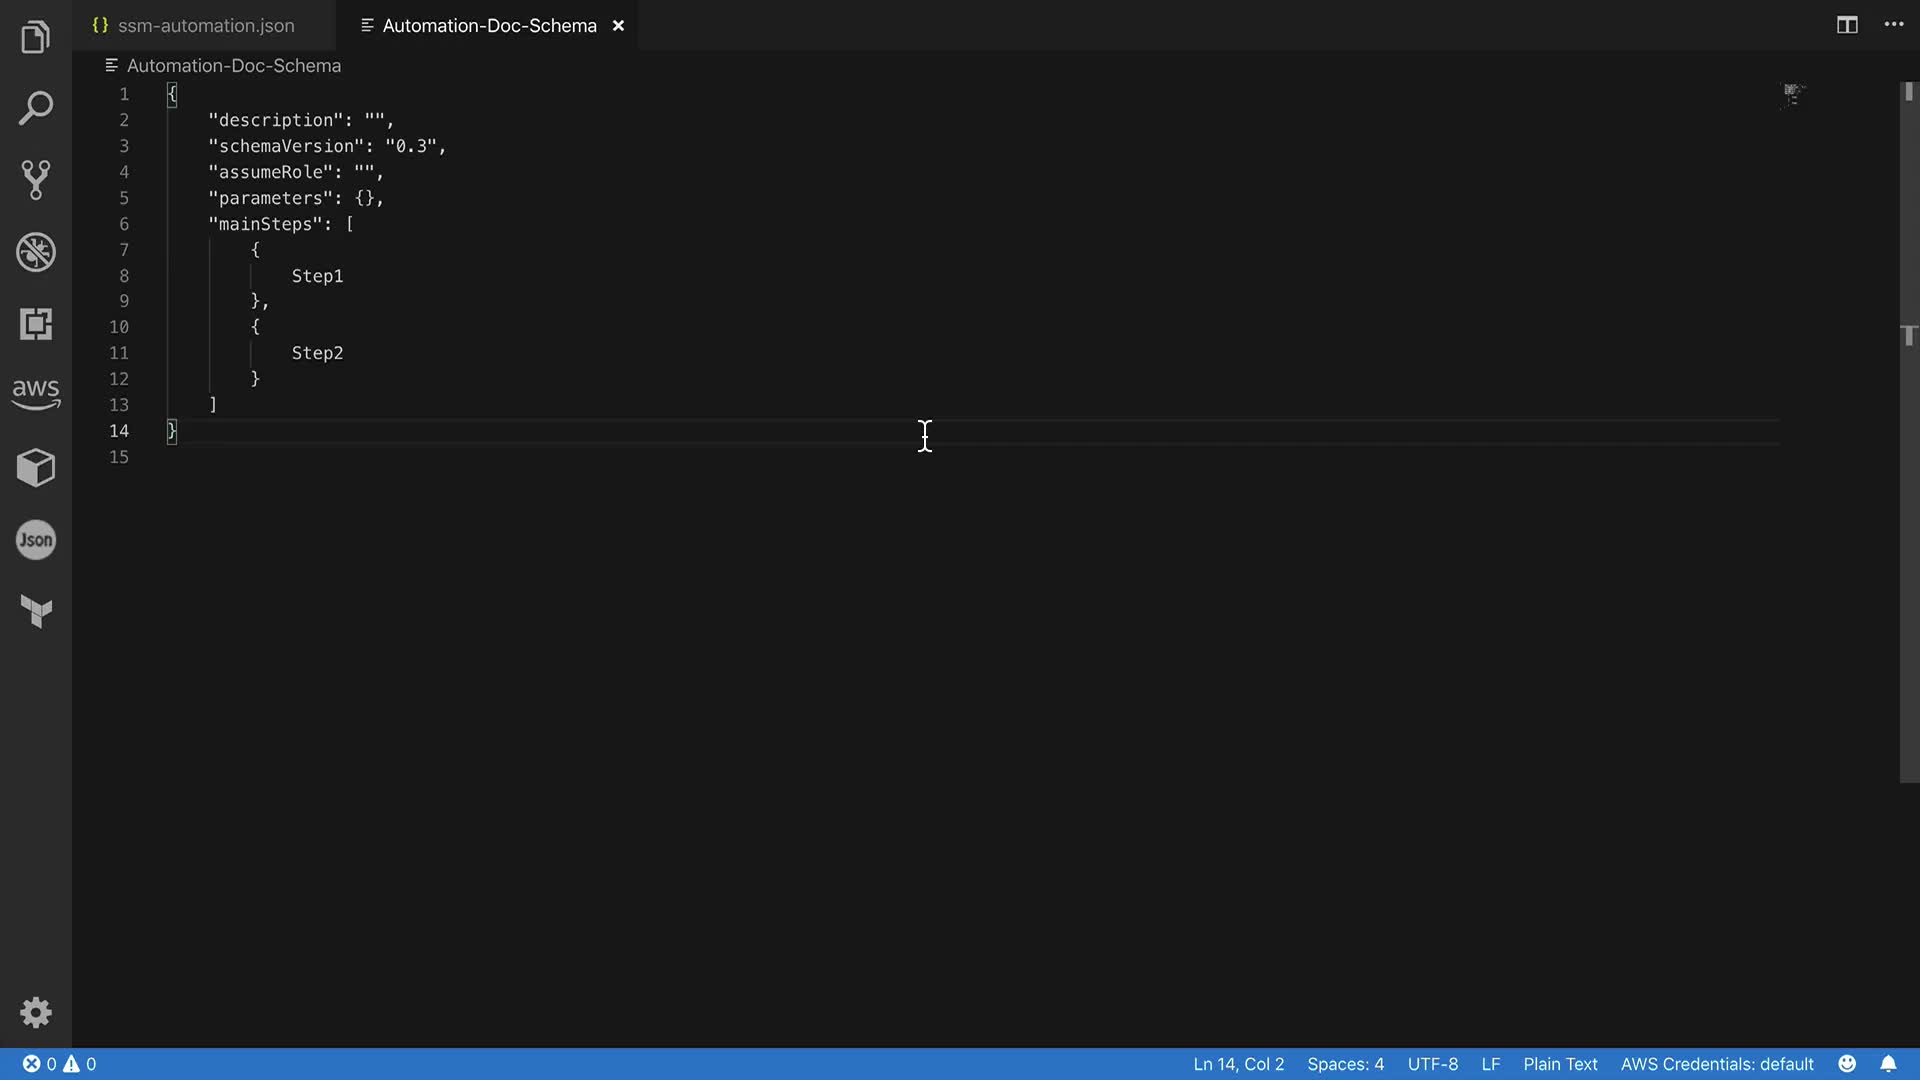 {} ssm-automation.json
Automation-Doc-Schema ×
Automation-Doc-Schema
1 {
2 "description": "",
3 "schemaVersion": "0.3",
4 "assumeRole": "",
5 "parameters": {},
6 "mainSteps": [
7 {
8 Step1
9 },
10 {
11 Step2
12 }
13 ]
14 }
15
aws
Json
0 0 Ln 14, Col 2 Spaces: 4 UTF-8 LF Plain Text AWS Credentials: default